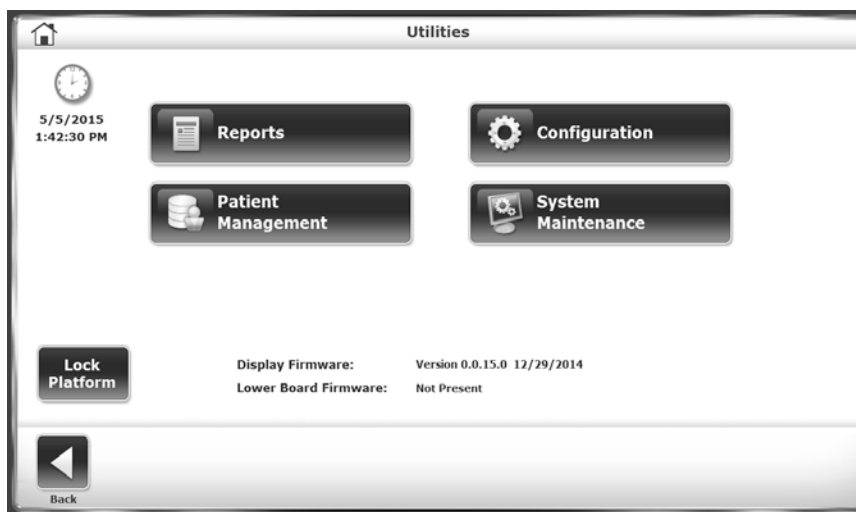 Utilities
5/5/2015
1:42:30 PM
Reports
Configuration
Patient
Management
System
Maintenance
Lock
Platform
Display Firmware: Version 0.0.15.0 12/29/2014
Lower Board Firmware: Not Present
Back